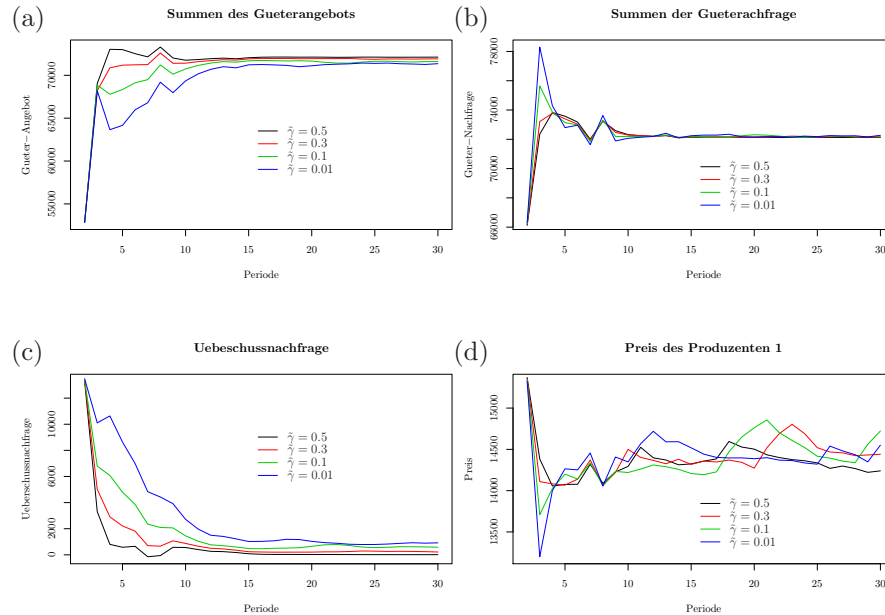 (a)
Summen des Gueterangebots
Gueter−Angebot
55000
60000
65000
70000
γ̃ = 0.5
γ̃ = 0.3
γ̃ = 0.1
γ̃ = 0.01
5
10
15
20
25
30
Periode
(b)
Summen der Gueterachfrage
Gueter−Nachfrage
66000
70000
74000
78000
γ̃ = 0.5
γ̃ = 0.3
γ̃ = 0.1
γ̃ = 0.01
5
10
15
20
25
30
Periode
(c)
Uebeschussnachfrage
Ueberschussnachfrage
0
2000
6000
10000
γ̃ = 0.5
γ̃ = 0.3
γ̃ = 0.1
γ̃ = 0.01
5
10
15
20
25
30
Periode
(d)
Preis des Produzenten 1
Preis
13500
14000
14500
15000
γ̃ = 0.5
γ̃ = 0.3
γ̃ = 0.1
γ̃ = 0.01
5
10
15
20
25
30
Periode